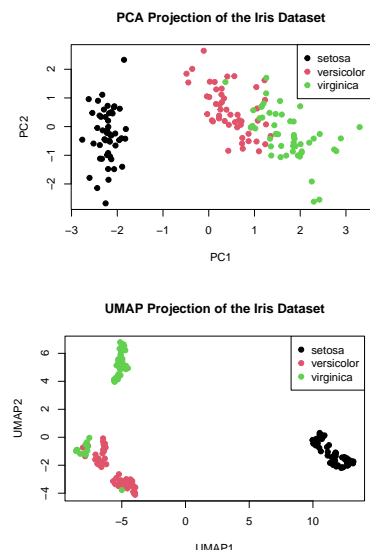 PCA Projection of the Iris Dataset
setosa
versicolor
virginica
PC2
2
1
0
−1
−2
−3
−2
−1
0
1
2
3
PC1
UMAP Projection of the Iris Dataset
setosa
versicolor
virginica
UMAP2
6
4
2
0
−2
−4
−5
0
5
10
UMAP1